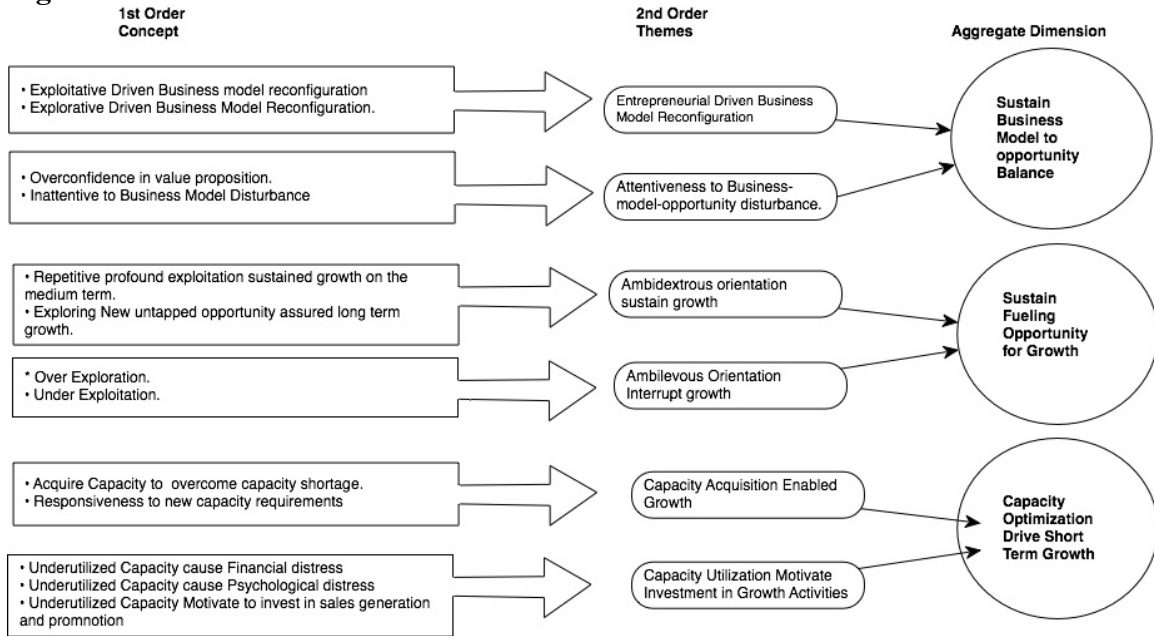 1st Order
Concept
2nd Order
Themes
Aggregate Dimension
• Exploitative Driven Business model reconfiguration
• Explorative Driven Business Model Reconfiguration.
Entrepreneurial Driven Business
Model Reconfiguration
Sustain
Business
Model to
opportunity
Balance
• Overconfidence in value proposition.
• Inattentive to Business Model Disturbance
Attentiveness to Business-
model-opportunity disturbance.
• Repetitive profound exploitation sustained growth on the
medium term.
• Exploring New untapped opportunity assured long term
growth.
Ambidextrous orientation
sustain growth
Sustain
Fueling
Opportunity
for Growth
* Over Exploration.
• Under Exploitation.
Ambilevous Orientation
Interrupt growth
• Acquire Capacity to overcome capacity shortage.
• Responsiveness to new capacity requirements
Capacity Acquisition Enabled
Growth
Capacity
Optimization
Drive Short
Term Growth
• Underutilized Capacity cause Financial distress
• Underutilized Capacity cause Psychological distress
• Underutilized Capacity Motivate to invest in sales generation
and promnotion
Capacity Utilization Motivate
Investment in Growth Activities